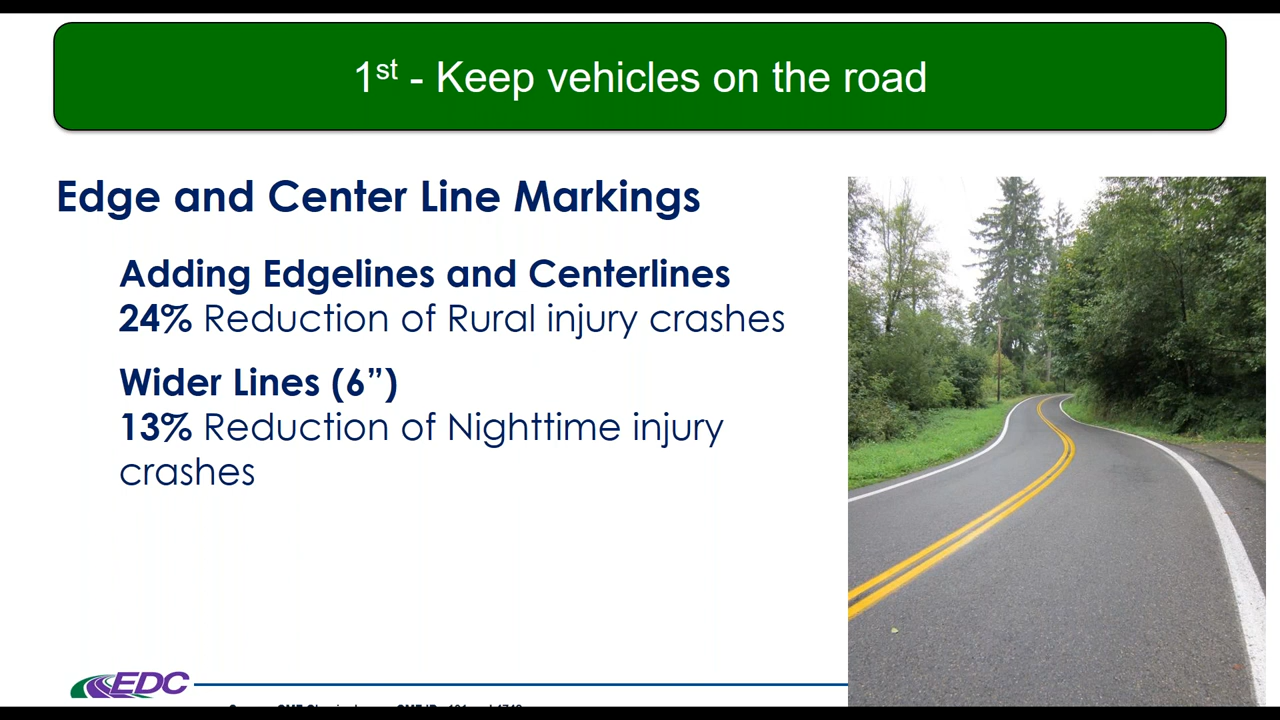 1st - Keep vehicles on the road
Edge and Center Line Markings
Adding Edgelines and Centerlines
24% Reduction of Rural injury crashes
Wider Lines (6”)
13% Reduction of Nighttime injury
crashes
EDC